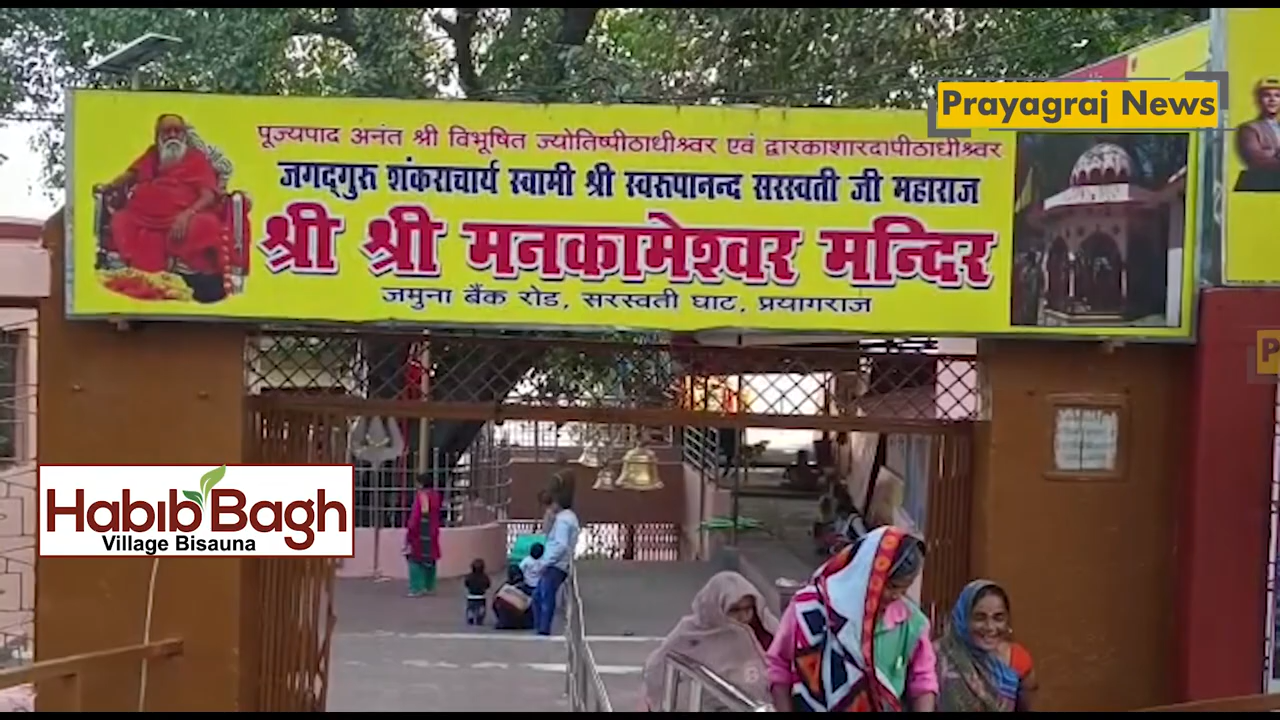 Prayagraj News
पूज्यपाद अनंत श्री विभूषित ज्योतिष्पीठाधीश्वर एवं द्वारकाशारदापीठाधीश्वर
जगद्गुरु शंकराचार्य स्वामी श्री स्वरूपानन्द सरस्वती जी महाराज
श्री श्री मनकामेश्वर मन्दिर
जमुना बैंक रोड, सरस्वती घाट, प्रयागराज
P
Habib Bagh
Village Bisauna